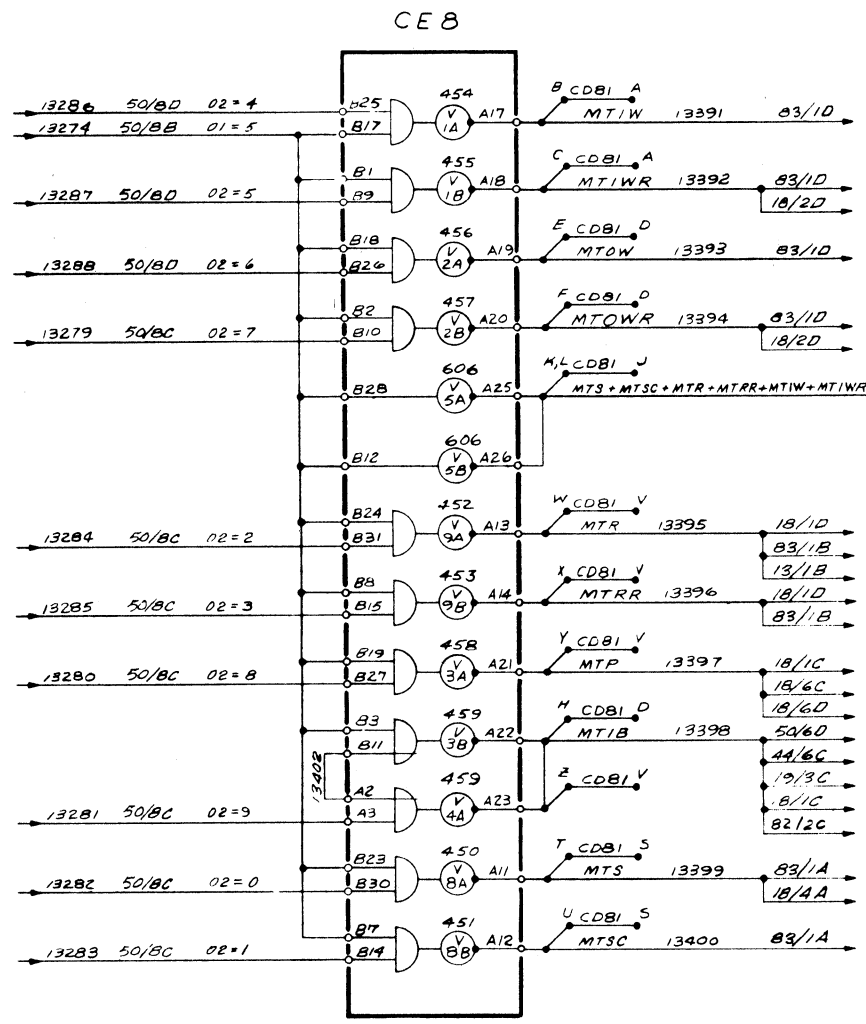 CE8
13286 50/8D 02=4 B25 454 V 1A A17 B CD81 A MTIW 13391 83/1D
13274 50/8B 01=5 B17
B1 455 V 1B A18 C CD81 A MTIWR 13392 83/1D
13287 50/8D 02=5 B9 18/2D
B18 456 V 2A A19 E CD81 D MTOW 13393 83/1D
13288 50/8D 02=6 B26
B2 457 V 2B A20 F CD81 D MTOWR 13394 83/1D
13279 50/8C 02=7 B10 18/2D
B28 606 V 5A A25 K,L CD81 J MTS+MTSC+MTR+MTRR+MTIW+MTIWR
B12 606 V 5B A26
B24 452 V 9A A13 W CD81 V MTR 13395 18/1D
13284 50/8C 02=2 B31 83/1B
13/1B
B8 453 V 9B A14 X CD81 V MTRR 13396 18/1D
13285 50/8C 02=3 B15 83/1B
B19 458 V 3A A21 Y CD81 V MTP 13397 18/1C
13280 50/8C 02=8 B27 18/6C
18/6D
B3 459 V 3B A22 H CD81 D MTIB 13398 50/6D
B11 44/6C
13402
A2 459 V 4A A23 Z CD81 V 19/3C
13281 50/8C 02=9 A3 18/1C
82/2C
B23 450 V 8A A11 T CD81 S MTS 13399 83/1A
13282 50/8C 02=0 B30 18/4A
B7 451 V 8B A12 U CD81 S MTSC 13400 83/1A
13283 50/8C 02=1 B14